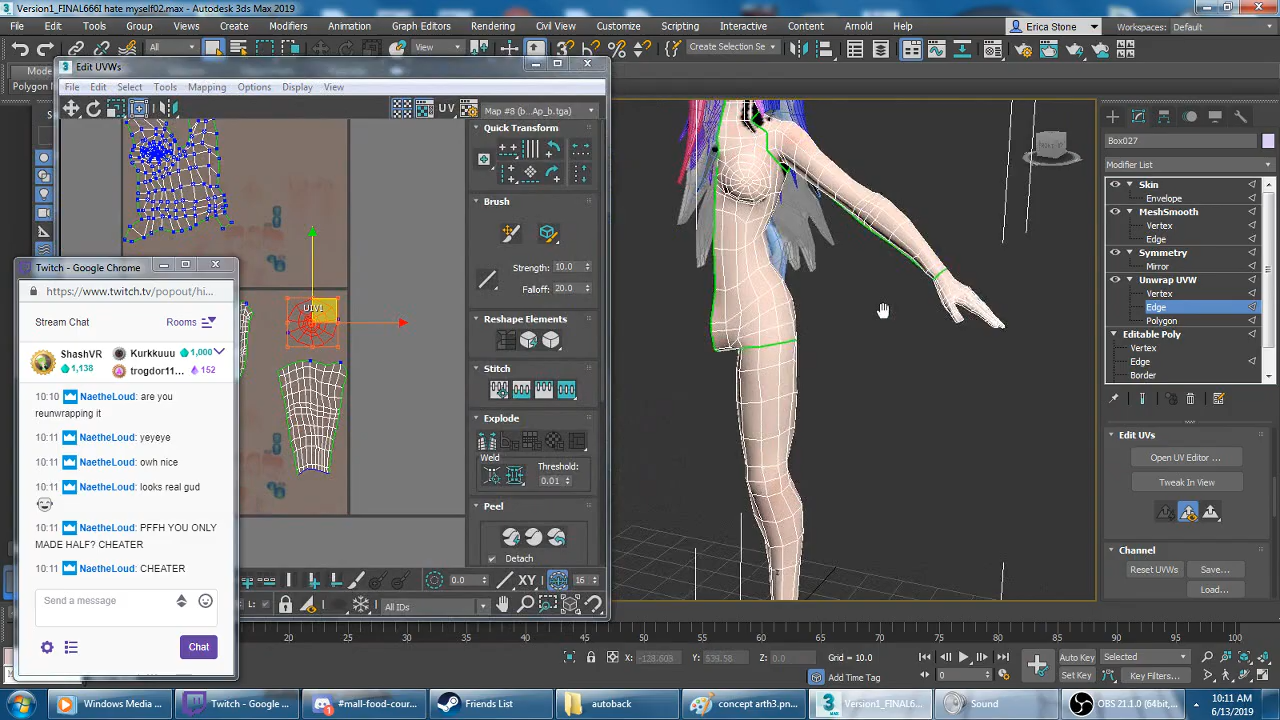 Version1_FINAL666I hate myself02.max - Autodesk 3ds Max 2019
File Edit Tools Group Views Create Modifiers Animation Graph Editors Rendering Civil View Customize Scripting Interactive Content Arnold Help Erica Stone Workspaces: Default
All View Create Selection Se
Mode
Polygon
Edit UVWs
File Edit Select Tools Mapping Options Display View
UV Map #8 (b...Ap_b.tga)
Quick Transform
Brush
Strength: 10.0
Falloff: 20.0
Reshape Elements
Stitch
Explode
Weld Threshold:
0.01
Peel
Detach
0.0 XY 16
L: All IDs
Twitch - Google Chrome
https://www.twitch.tv/popout/hi...
Stream Chat Rooms
ShashVR 1,138
Kurkkuuu 1,000
trogdor11... 152
10:10 NaetheLoud: are you
reunwrapping it
10:11 NaetheLoud: yeyeye
10:11 NaetheLoud: owh nice
10:11 NaetheLoud: looks real gud
10:11 NaetheLoud: PFFH YOU ONLY
MADE HALF? CHEATER
10:11 NaetheLoud: CHEATER
Send a message
Chat
Box027
Modifier List
Skin
Envelope
MeshSmooth
Vertex
Edge
Symmetry
Mirror
Unwrap UVW
Vertex
Edge
Polygon
Editable Poly
Vertex
Edge
Border
Edit UVs
Open UV Editor ...
Tweak In View
Channel
Reset UVWs Save...
Load...
20 25 30 35 40 45 50 55 60 65 70 75 80 85 90 95 100
X: -128.603 Y: 539.58 Z: 0.0 Grid = 10.0
Add Time Tag
0
Auto Key Selected
Set Key Key Filters...
Windows Media ... Twitch - Google ... #mall-food-cour... Friends List autoback concept arth3.pn... Version1_FINAL6... Sound OBS 21.1.0 (64bit, ...
10:11 AM
6/13/2019